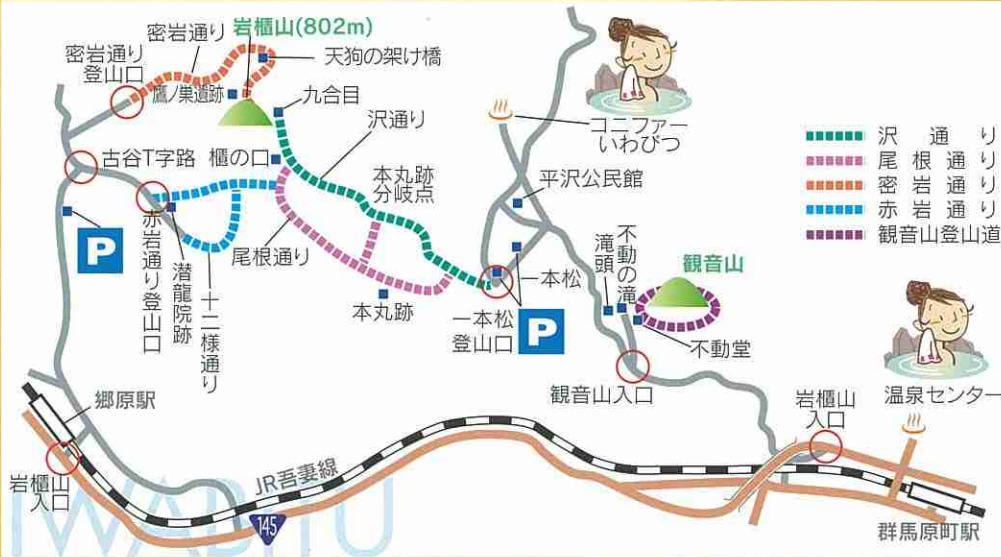 岩櫃山(802m)
密岩通り
密岩通り
登山口
天狗の架け橋
鷹ノ巣遺跡
九合目
沢通り
コニファー
いわびつ
古谷T字路
櫃の口
本丸跡
分岐点
平沢公民館
沢通り
尾根通り
密岩通り
赤岩通り
観音山登山道
P
赤岩通り登山口
潜龍院跡
十二様通り
尾根通り
本丸跡
一本松
一本松
登山口
P
滝頭
不動の滝
観音山
不動堂
観音山入口
温泉センター
郷原駅
岩櫃山
入口
岩櫃山
入口
JR吾妻線
145
群馬原町駅
IWABITU